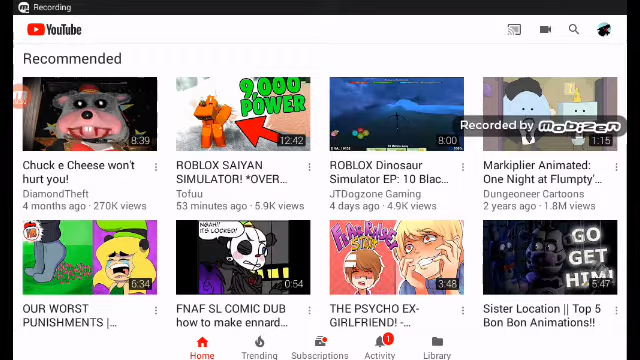 Recording
YouTube
Recommended
8:39
9,000
POWER
12:42
8:00
Recorded by mobizen
1:15
Chuck e Cheese won't
hurt you!
DiamondTheft
4 months ago · 270K views
ROBLOX SAIYAN
SIMULATOR! *OVER...
Tofuu
53 minutes ago · 5.9K views
ROBLOX Dinosaur
Simulator EP: 10 Blac...
JTDogzone Gaming
4 days ago · 4.9K views
Markiplier Animated:
One Night at Flumpty'...
Dungeoneer Cartoons
2 years ago · 1.8M views
6:34
NOAH!!
IT'S LOCKED!
0:54
STORY
3:48
GO
GET
HIM!
5:47
OUR WORST
PUNISHMENTS |...
FNAF SL COMIC DUB
how to make ennard...
THE PSYCHO EX-
GIRLFRIEND! -...
Sister Location || Top 5
Bon Bon Animations!!
1
Home
Trending
Subscriptions
Activity
Library